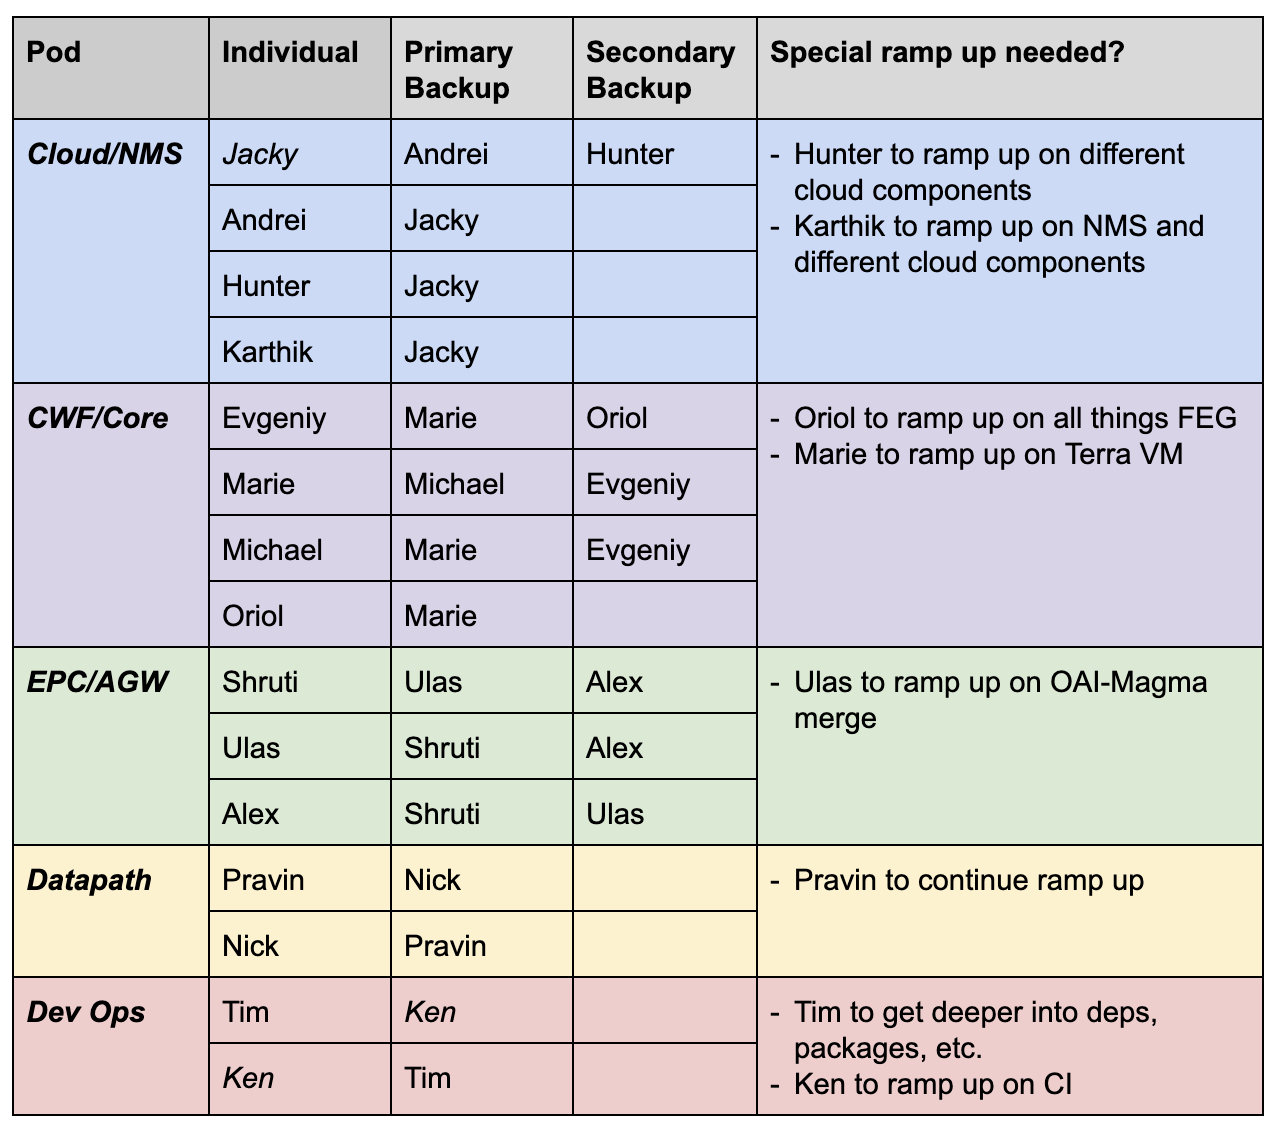 Pod Individual Primary Backup Secondary Backup Special ramp up needed?
Cloud/NMS Jacky Andrei Hunter - Hunter to ramp up on different
cloud components
Andrei Jacky - Karthik to ramp up on NMS and
different cloud components
Hunter Jacky
Karthik Jacky
CWF/Core Evgeniy Marie Oriol - Oriol to ramp up on all things FEG
- Marie to ramp up on Terra VM
Marie Michael Evgeniy
Michael Marie Evgeniy
Oriol Marie
EPC/AGW Shruti Ulas Alex - Ulas to ramp up on OAI-Magma
merge
Ulas Shruti Alex
Alex Shruti Ulas
Datapath Pravin Nick - Pravin to continue ramp up
Nick Pravin
Dev Ops Tim Ken - Tim to get deeper into deps,
packages, etc.
Ken Tim - Ken to ramp up on CI